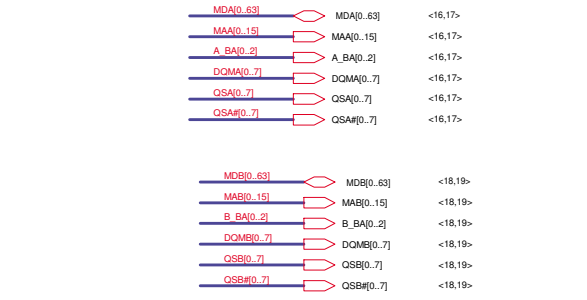 MDA[0..63] MDA[0..63] <16,17>
MAA[0..15] MAA[0..15] <16,17>
A_BA[0..2] A_BA[0..2] <16,17>
DQMA[0..7] DQMA[0..7] <16,17>
QSA[0..7] QSA[0..7] <16,17>
QSA#[0..7] QSA#[0..7] <16,17>
MDB[0..63] MDB[0..63] <18,19>
MAB[0..15] MAB[0..15] <18,19>
B_BA[0..2] B_BA[0..2] <18,19>
DQMB[0..7] DQMB[0..7] <18,19>
QSB[0..7] QSB[0..7] <18,19>
QSB#[0..7] QSB#[0..7] <18,19>